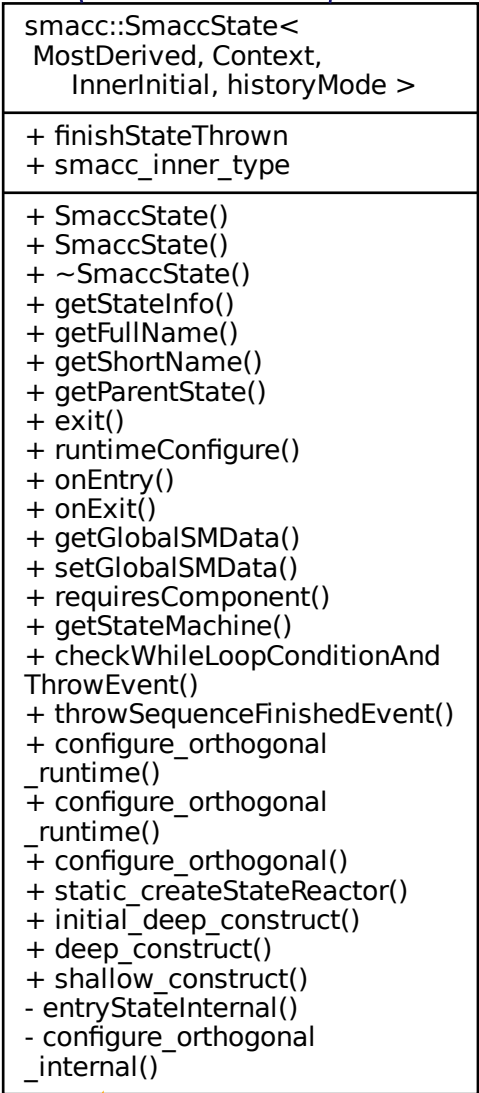 smacc::SmaccState<
MostDerived, Context,
InnerInitial, historyMode >
+ finishStateThrown
+ smacc_inner_type
+ SmaccState()
+ SmaccState()
+ ~SmaccState()
+ getStateInfo()
+ getFullName()
+ getShortName()
+ getParentState()
+ exit()
+ runtimeConfigure()
+ onEntry()
+ onExit()
+ getGlobalSMData()
+ setGlobalSMData()
+ requiresComponent()
+ getStateMachine()
+ checkWhileLoopConditionAnd
ThrowEvent()
+ throwSequenceFinishedEvent()
+ configure_orthogonal
_runtime()
+ configure_orthogonal
_runtime()
+ configure_orthogonal()
+ static_createStateReactor()
+ initial_deep_construct()
+ deep_construct()
+ shallow_construct()
- entryStateInternal()
- configure_orthogonal
_internal()